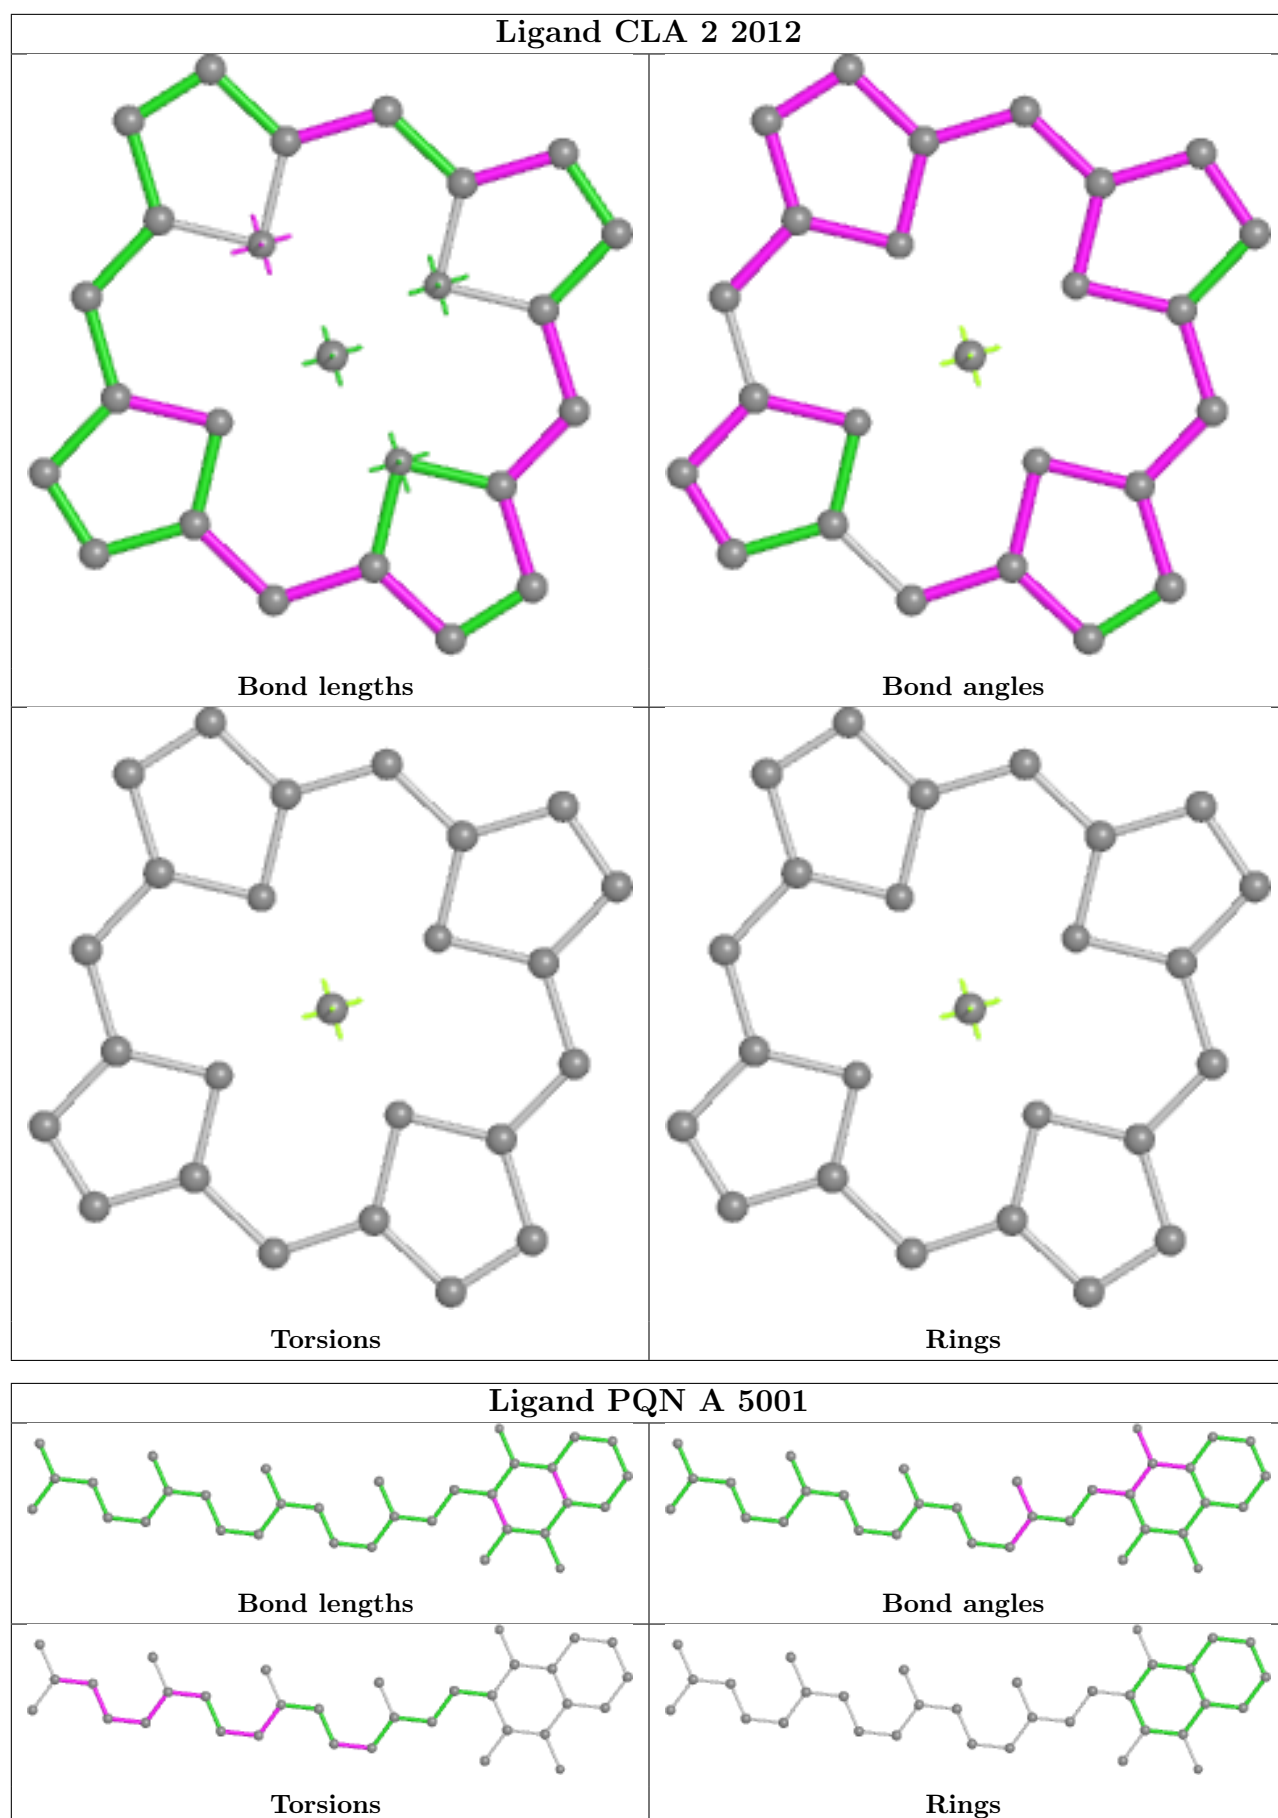 Ligand CLA 2 2012
Bond lengths
Bond angles
Torsions
Rings
Ligand PQN A 5001
Bond lengths
Bond angles
Torsions
Rings